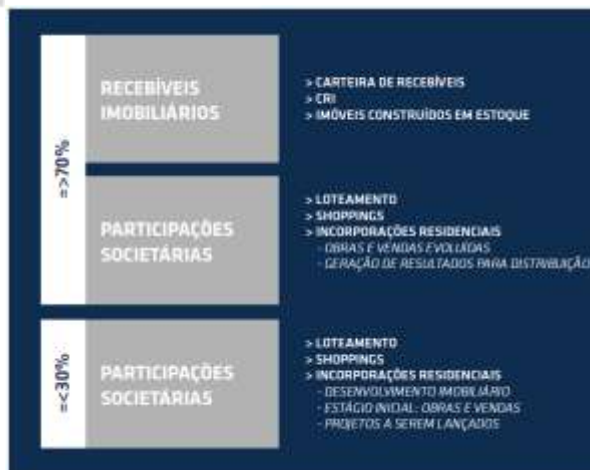 =>70%
RECEBÍVEIS
IMOBILIÁRIOS
> CARTEIRA DE RECEBÍVEIS
> CRI
> IMÓVEIS CONSTRUÍDOS EM ESTOQUE
PARTICIPAÇÕES
SOCIETÁRIAS
> LOTEAMENTO
> SHOPPINGS
> INCORPORAÇÕES RESIDENCIAIS
- OBRAS E VENDAS EVOLUÍDAS
- GERAÇÃO DE RESULTADOS PARA DISTRIBUIÇÃO
=<30%
PARTICIPAÇÕES
SOCIETÁRIAS
> LOTEAMENTO
> SHOPPINGS
> INCORPORAÇÕES RESIDENCIAIS
- DESENVOLVIMENTO IMOBILIÁRIO
- ESTÁGIO INICIAL: OBRAS E VENDAS
- PROJETOS A SEREM LANÇADOS